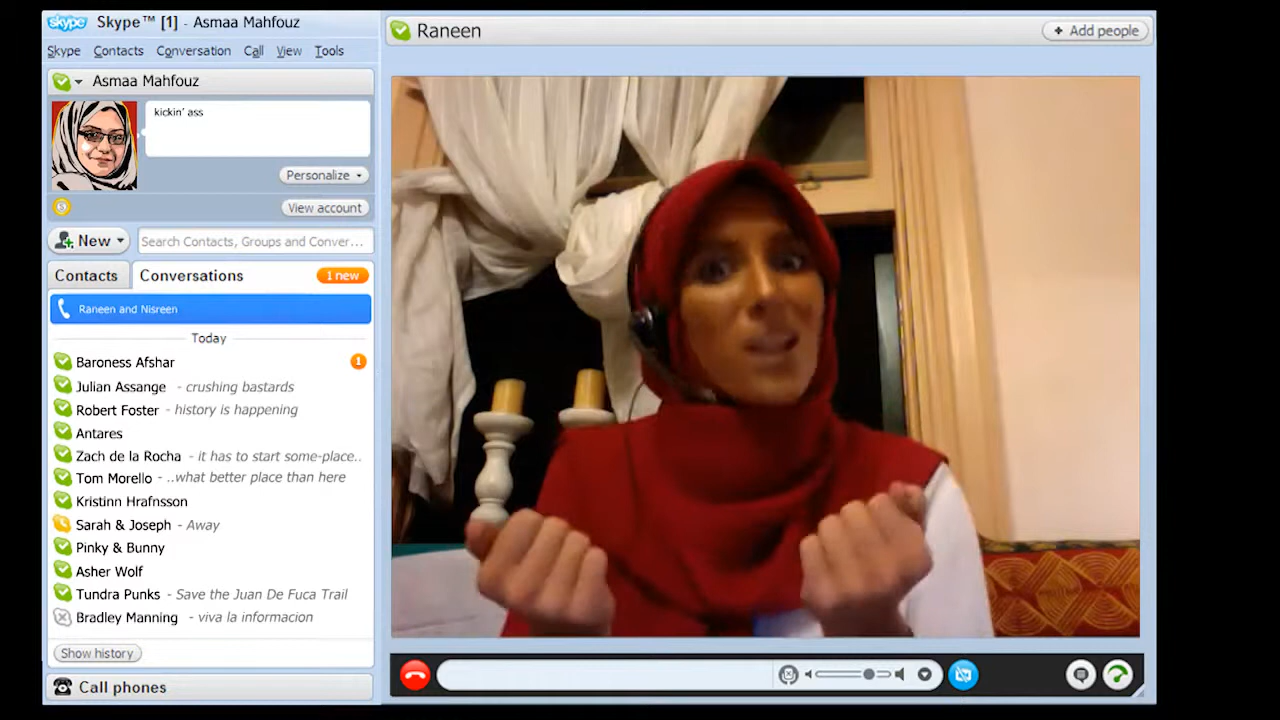 skype Skype™ [1] - Asmaa Mahfouz
Skype Contacts Conversation Call View Tools
Asmaa Mahfouz
kickin' ass
Personalize
View account
New Search Contacts, Groups and Conver...
Contacts Conversations 1 new
Raneen and Nisreen
Today
Baroness Afshar 1
Julian Assange - crushing bastards
Robert Foster - history is happening
Antares
Zach de la Rocha - it has to start some-place..
Tom Morello - ..what better place than here
Kristinn Hrafnsson
Sarah & Joseph - Away
Pinky & Bunny
Asher Wolf
Tundra Punks - Save the Juan De Fuca Trail
Bradley Manning - viva la informacion
Show history
Call phones
Raneen
+ Add people